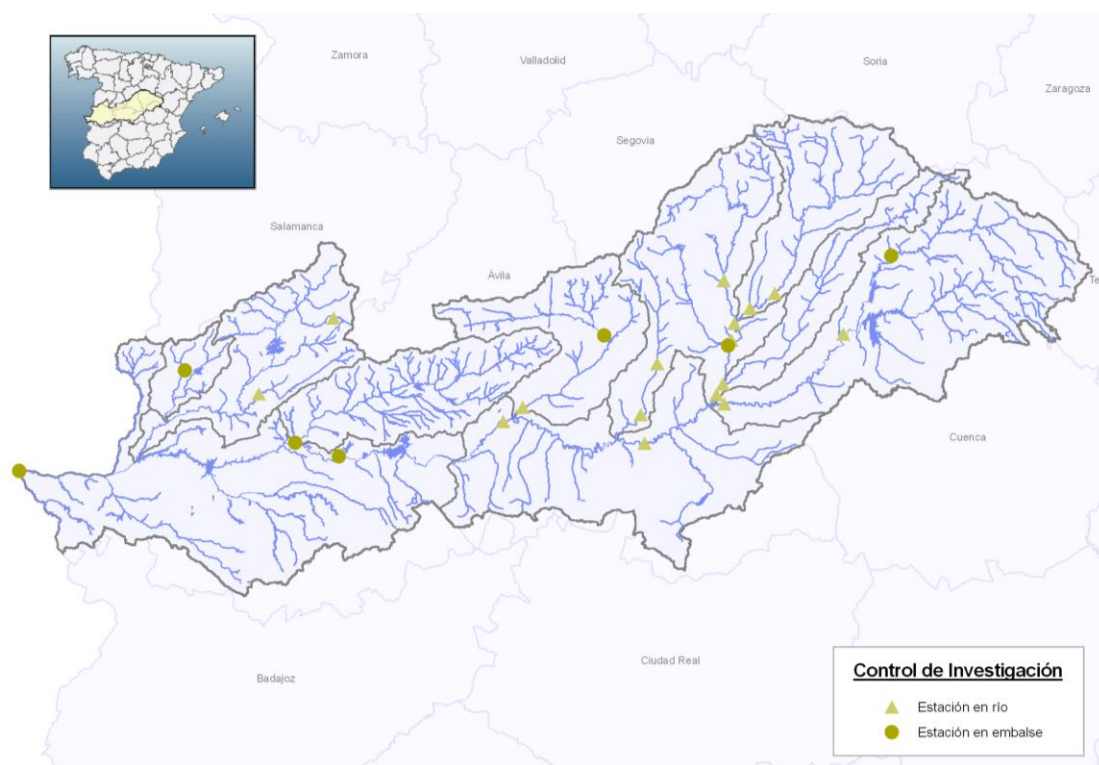 Zamora
Valladolid
Soria
Zaragoza
Segovia
Salamanca
Ávila
Te
Cuenca
Ciudad Real
Badajoz
Control de Investigación
Estación en río
Estación en embalse